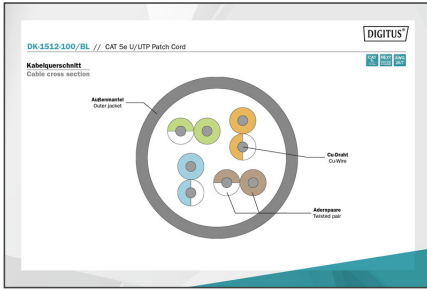 DIGITUS®
DK-1512-100/BL // CAT 5e U/UTP Patch Cord
Kabelquerschnitt
Cable cross section
Außenmantel
Outer jacket
Cu-Draht
Cu-Wire
Aderspaare
Twisted pair